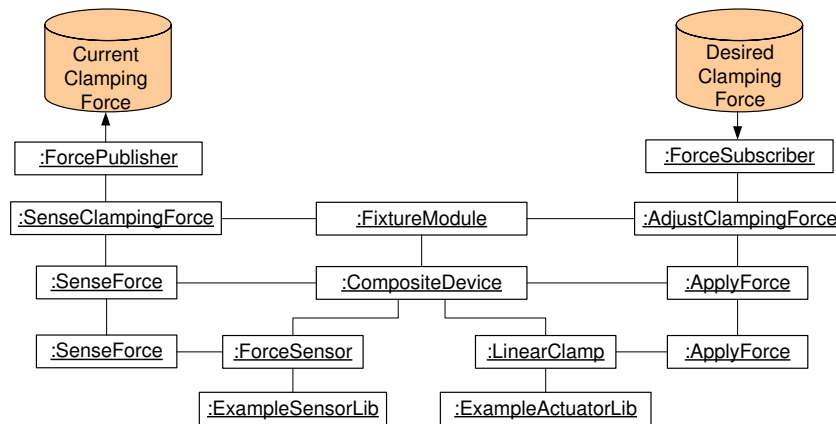 Current
Clamping
Force
Desired
Clamping
Force
:ForcePublisher
:ForceSubscriber
:SenseClampingForce
:FixtureModule
:AdjustClampingForce
:SenseForce
:CompositeDevice
:ApplyForce
:SenseForce
:ForceSensor
:LinearClamp
:ApplyForce
:ExampleSensorLib
:ExampleActuatorLib